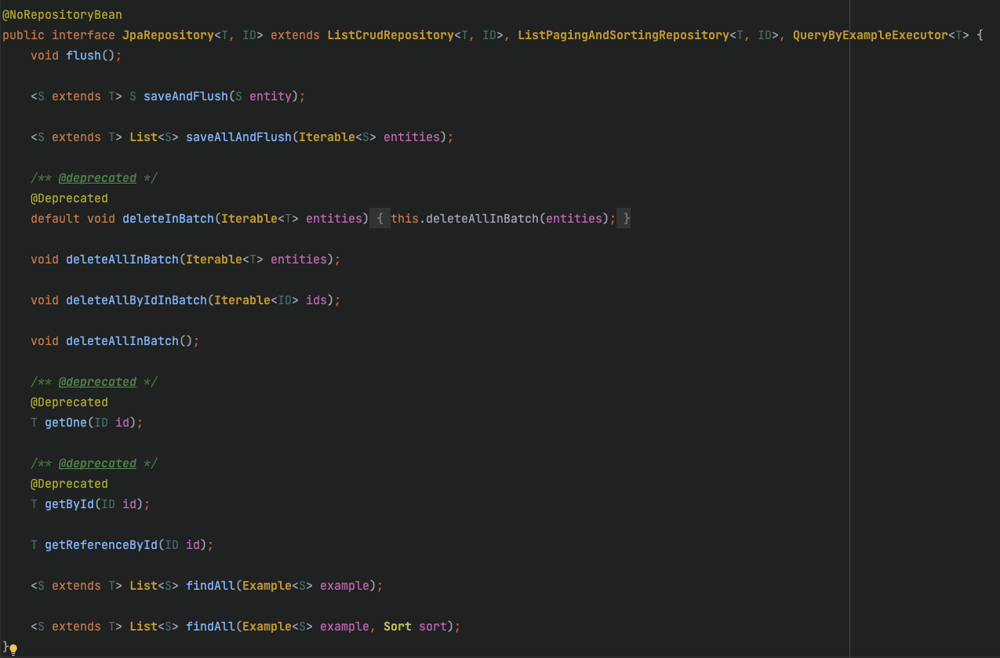 @NoRepositoryBean
public interface JpaRepository<T, ID> extends ListCrudRepository<T, ID>, ListPagingAndSortingRepository<T, ID>, QueryByExampleExecutor<T> {
void flush();
<S extends T> S saveAndFlush(S entity);
<S extends T> List<S> saveAllAndFlush(Iterable<S> entities);
/** @deprecated */
@Deprecated
default void deleteInBatch(Iterable<T> entities) { this.deleteAllInBatch(entities); }
void deleteAllInBatch(Iterable<T> entities);
void deleteAllByIdInBatch(Iterable<ID> ids);
void deleteAllInBatch();
/** @deprecated */
@Deprecated
T getOne(ID id);
/** @deprecated */
@Deprecated
T getById(ID id);
T getReferenceById(ID id);
<S extends T> List<S> findAll(Example<S> example);
<S extends T> List<S> findAll(Example<S> example, Sort sort);
}